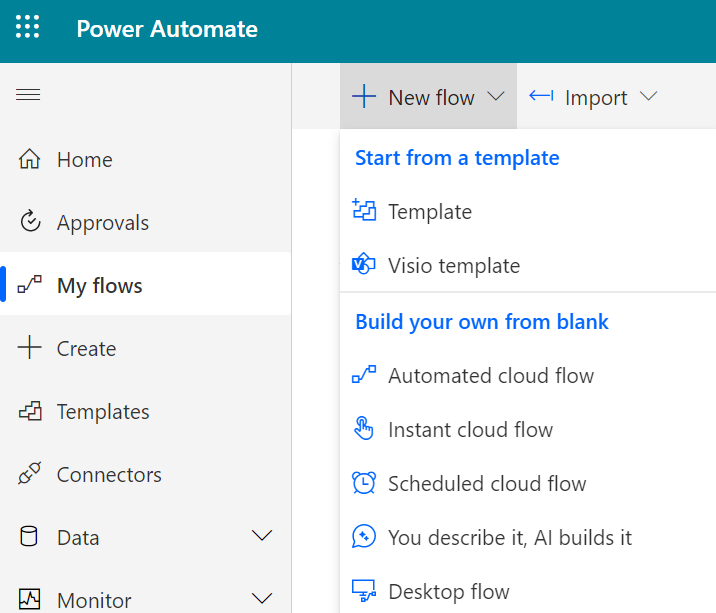 Power Automate
New flow
Import
Home
Approvals
My flows
Create
Templates
Connectors
Data
Monitor
Start from a template
Template
Visio template
Build your own from blank
Automated cloud flow
Instant cloud flow
Scheduled cloud flow
You describe it, AI builds it
Desktop flow